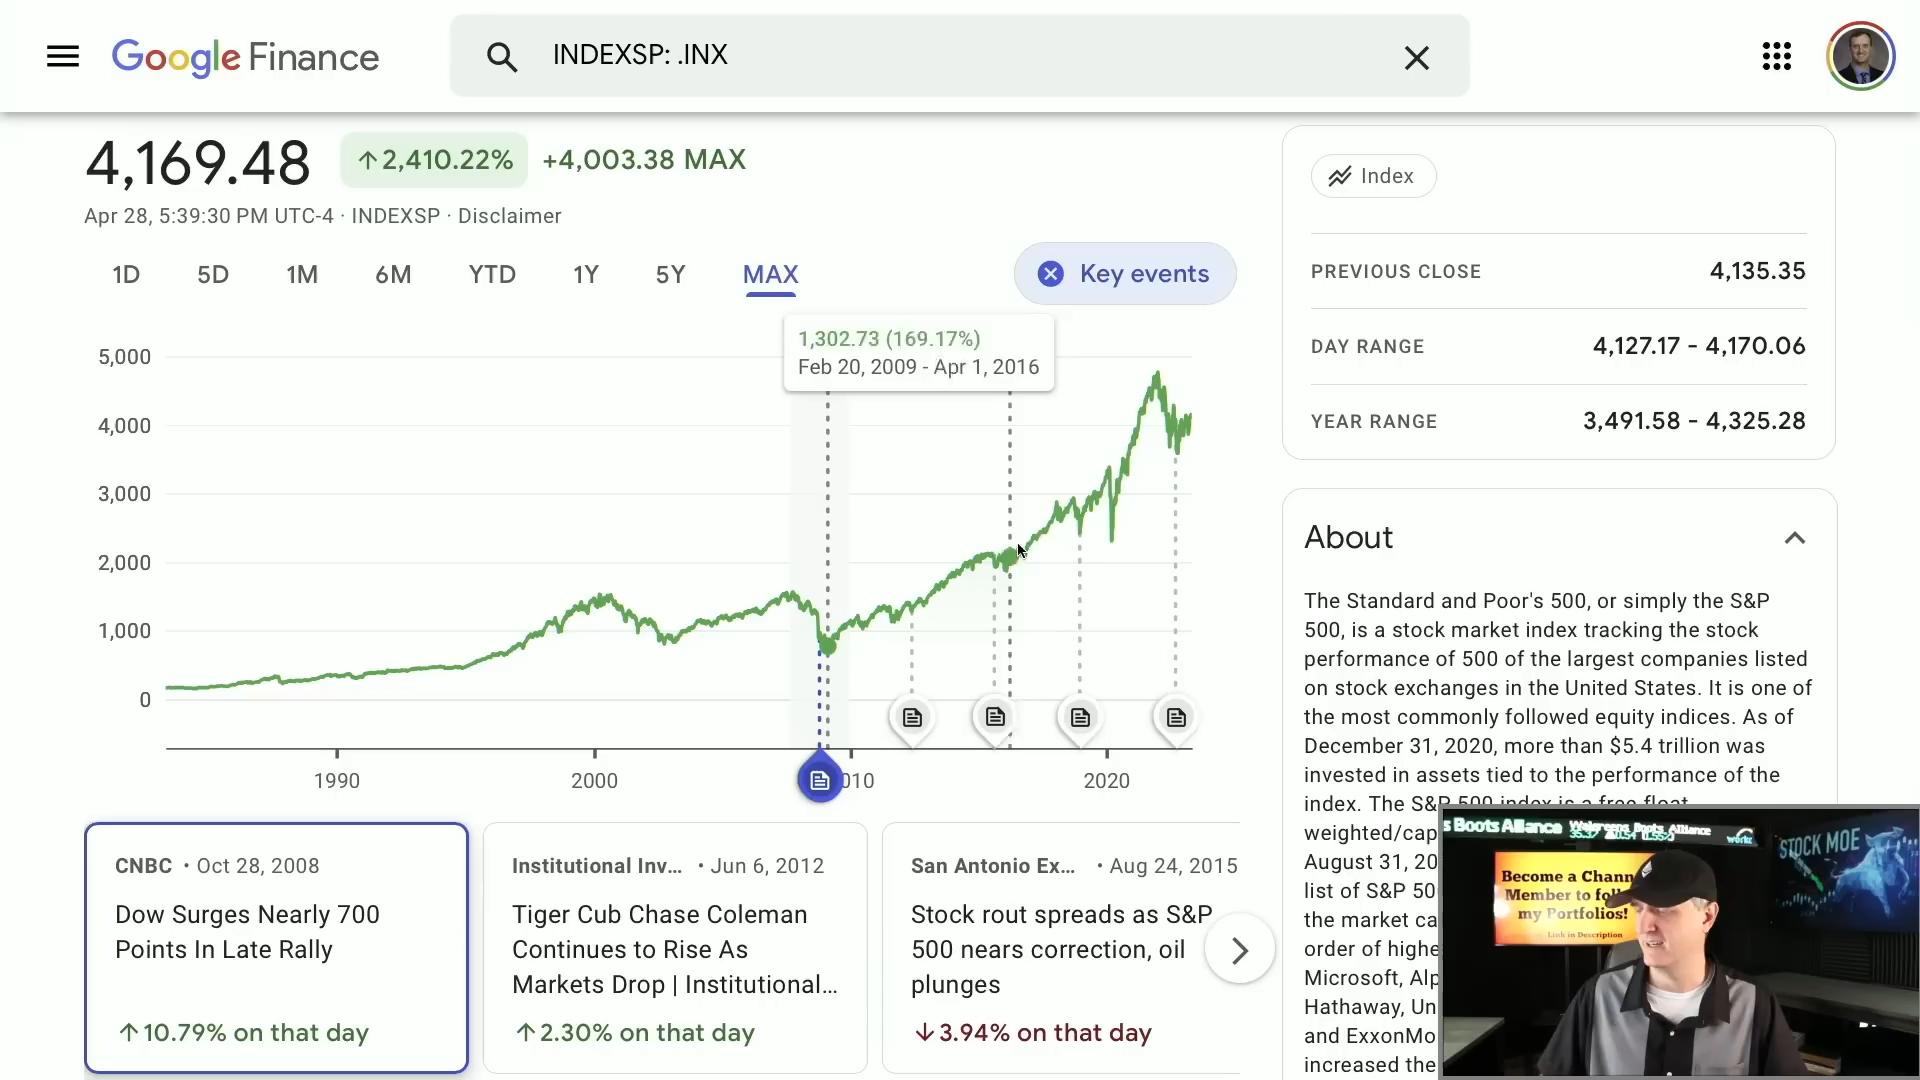 Google Finance
INDEXSP: .INX
4,169.48
↑2,410.22%
+4,003.38 MAX
Apr 28, 5:39:30 PM UTC-4 · INDEXSP · Disclaimer
1D 5D 1M 6M YTD 1Y 5Y MAX
Key events
1,302.73 (169.17%)
Feb 20, 2009 - Apr 1, 2016
5,000
4,000
3,000
2,000
1,000
0
1990 2000 010 2020
CNBC · Oct 28, 2008
Dow Surges Nearly 700
Points In Late Rally
↑10.79% on that day
Institutional Inv... · Jun 6, 2012
Tiger Cub Chase Coleman
Continues to Rise As
Markets Drop | Institutional...
↑2.30% on that day
San Antonio Ex... · Aug 24, 2015
Stock rout spreads as S&P
500 nears correction, oil
plunges
↓3.94% on that day
Index
PREVIOUS CLOSE 4,135.35
DAY RANGE 4,127.17 - 4,170.06
YEAR RANGE 3,491.58 - 4,325.28
About
The Standard and Poor's 500, or simply the S&P
500, is a stock market index tracking the stock
performance of 500 of the largest companies listed
on stock exchanges in the United States. It is one of
the most commonly followed equity indices. As of
December 31, 2020, more than $5.4 trillion was
invested in assets tied to the performance of the
index. The S&P 500 index is a free float
weighted/cap
August 31, 20
list of S&P 50
the market ca
order of highe
Microsoft, Alp
Hathaway, Un
and ExxonMo
increased the
s Boots Alliance
Walgreens Boots Alliance
STOCK MOE
Become a Chann
Member to fol
my Portfolios!
Link in Description